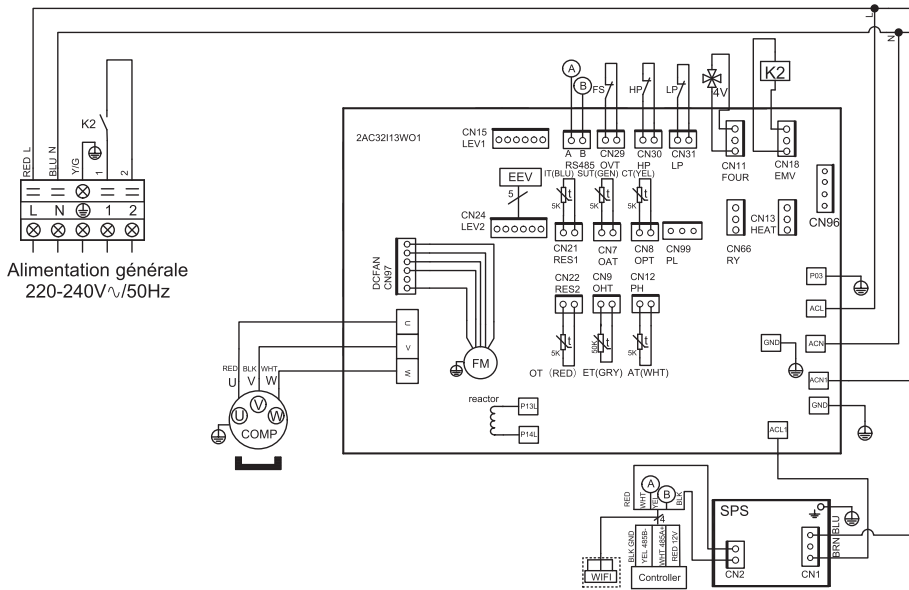 L
N
RED L
BLU N
Y/G
1
2
K2
L N 1 2
Alimentation générale
220-240V∿/50Hz
2AC32I13WO1
CN15
LEV1
EEV
5
CN24
LEV2
DCFAN
CN97
FM
U
V
W
RED BLK WHT
U V W
U V W
COMP
A
B
FS
HP
LP
4V
K2
A B
RS485
CN29
OVT
CN30
HP
CN31
LP
CN11
FOUR
CN18
EMV
IT(BLU) SUT(GEN) CT(YEL)
5K t
5K t
5K t
CN21
RES1
CN7
OAT
CN8
OPT
CN99
PL
CN66
RY
CN13
HEAT
CN96
CN22
RES2
CN9
OHT
CN12
PH
5K t
50K t
5K t
OT (RED) ET(GRY) AT(WHT)
reactor
P13L
P14L
P03
ACL
GND
ACN
ACN1
GND
ACL1
RED
WHT
YEL
BLK
A
B
4
BLK GND
YEL 485B-
WHT 485A+
RED 12V
WIFI
Controller
SPS
CN2
CN1
BRN BLU